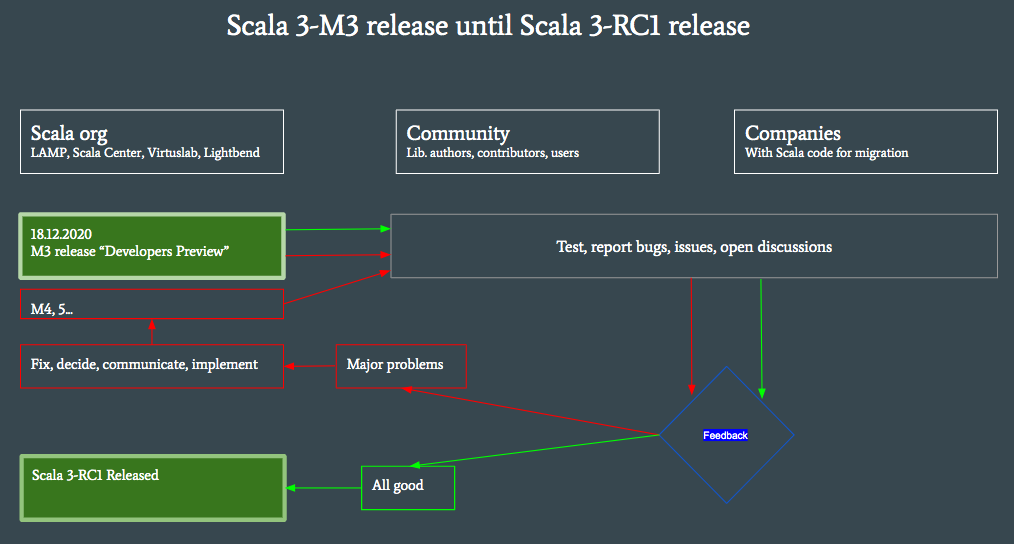 Scala 3-M3 release until Scala 3-RC1 release
Scala org
LAMP, Scala Center, Virtuslab, Lightbend
Community
Lib. authors, contributors, users
Companies
With Scala code for migration
18.12.2020
M3 release “Developers Preview”
Test, report bugs, issues, open discussions
M4, 5...
Fix, decide, communicate, implement
Major problems
Feedback
Scala 3-RC1 Released
All good